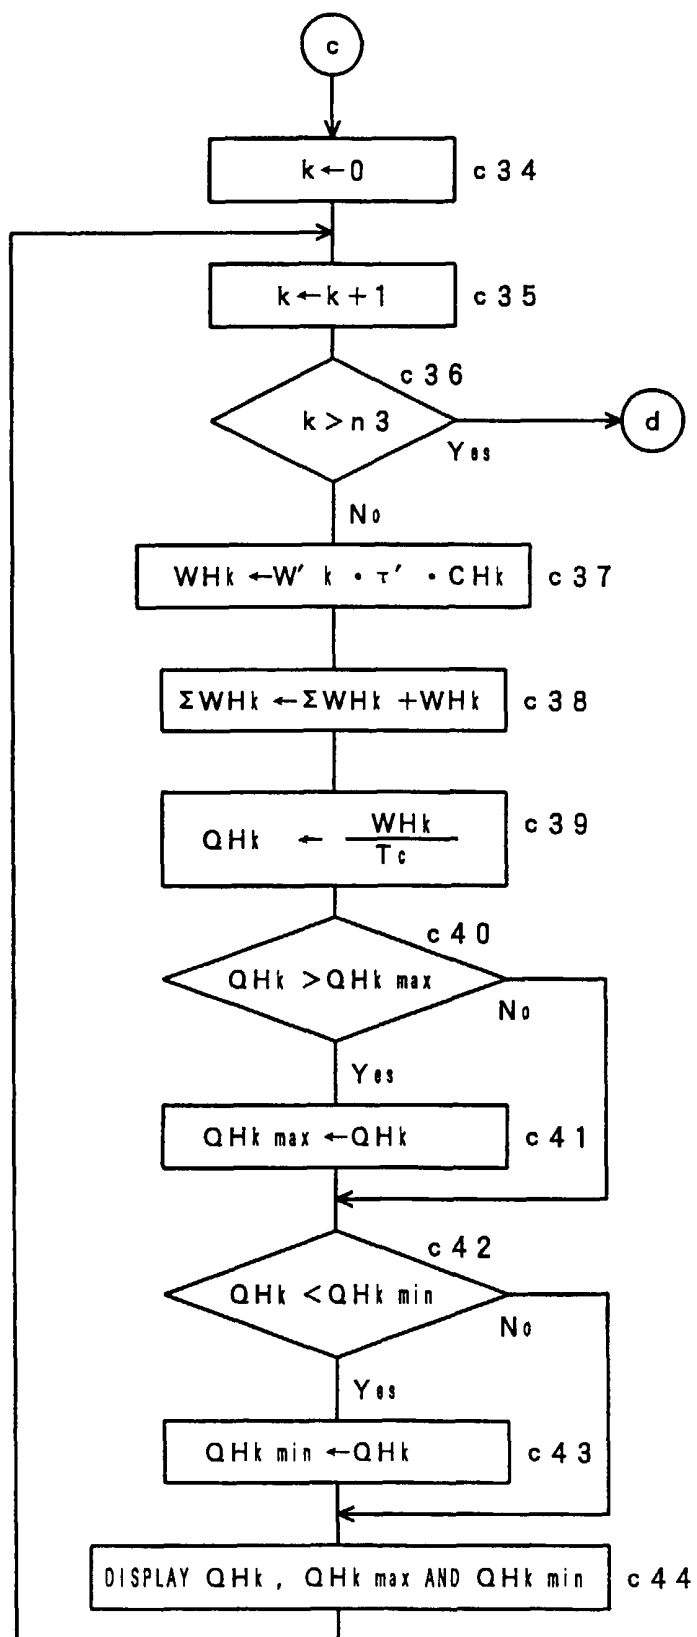 c
k←0 c34
k←k+1 c35
c36
k>n3
d
Yes
No
WHk ←W' k · τ' · CHk c37
ΣWHk ←ΣWHk +WHk c38
QHk ← WHk c39
Tc
c40
QHk >QHk max
No
Yes
QHk max ←QHk c41
c42
QHk <QHk min
No
Yes
QHk min ←QHk c43
DISPLAY QHk , QHk max AND QHk min c44